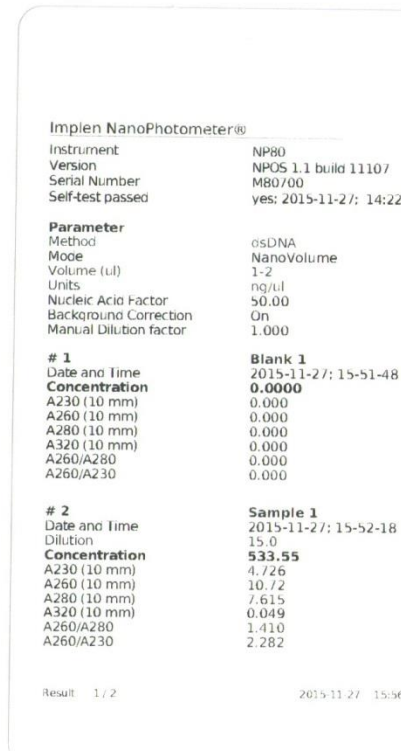 Implen NanoPhotometer®
Instrument NP80
Version NPOS 1.1 build 11107
Serial Number M80700
Self-test passed yes; 2015-11-27; 14:22
Parameter
Method dsDNA
Mode NanoVolume
Volume (ul) 1-2
Units ng/ul
Nucleic Acid Factor 50.00
Background Correction On
Manual Dilution factor 1.000
# 1 Blank 1
Date and Time 2015-11-27; 15-51-48
Concentration 0.0000
A230 (10 mm) 0.000
A260 (10 mm) 0.000
A280 (10 mm) 0.000
A320 (10 mm) 0.000
A260/A280 0.000
A260/A230 0.000
# 2 Sample 1
Date and Time 2015-11-27; 15-52-18
Dilution 15.0
Concentration 533.55
A230 (10 mm) 4.726
A260 (10 mm) 10.72
A280 (10 mm) 7.615
A320 (10 mm) 0.049
A260/A280 1.410
A260/A230 2.282
Result 1 / 2 2015-11-27 15:56